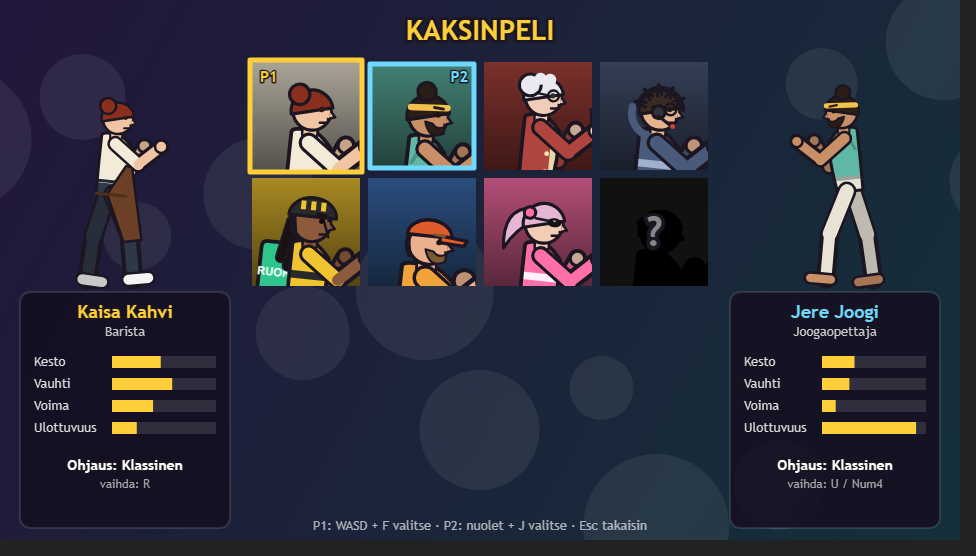 KAKSINPELI
P1
P2
RUOK
?
Kaisa Kahvi
Barista
Kesto
Vauhti
Voima
Ulottuvuus
Ohjaus: Klassinen
vaihda: R
Jere Joogi
Joogaopettaja
Kesto
Vauhti
Voima
Ulottuvuus
Ohjaus: Klassinen
vaihda: U / Num4
P1: WASD + F valitse · P2: nuolet + J valitse · Esc takaisin